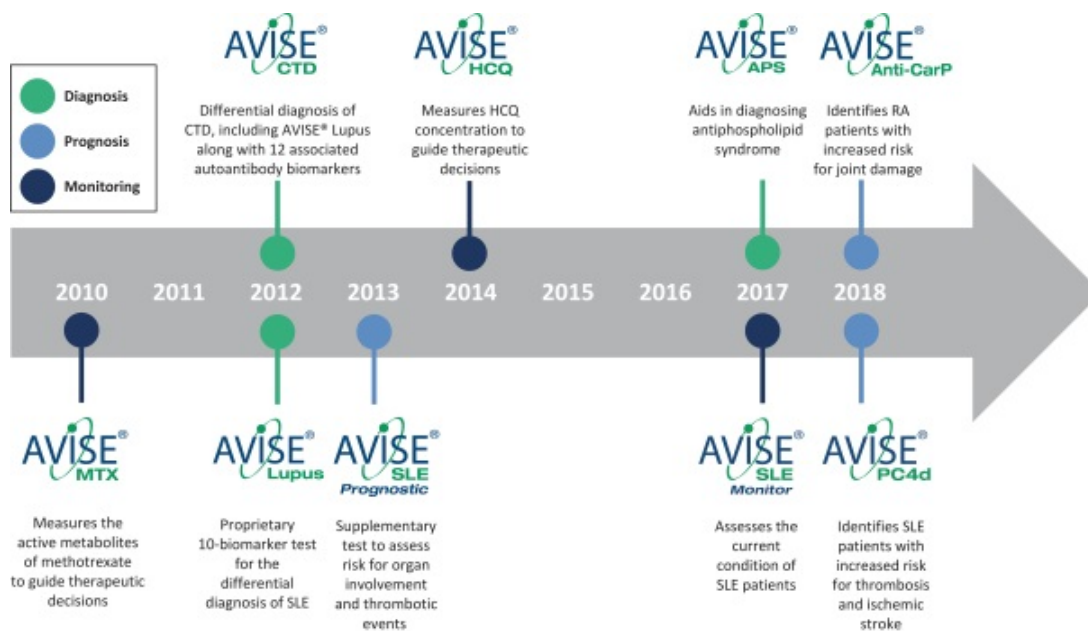 Diagnosis
Prognosis
Monitoring
AVISE®
CTD
Differential diagnosis of
CTD, including AVISE® Lupus
along with 12 associated
autoantibody biomarkers
AVISE®
HCQ
Measures HCQ
concentration to
guide therapeutic
decisions
AVISE®
APS
Aids in diagnosing
antiphospholipid
syndrome
AVISE®
Anti-CarP
Identifies RA
patients with
increased risk
for joint damage
2010 2011 2012 2013 2014 2015 2016 2017 2018
AVISE®
MTX
Measures the
active metabolites
of methotrexate
to guide therapeutic
decisions
AVISE®
Lupus
Proprietary
10-biomarker test
for the
differential
diagnosis of SLE
AVISE®
SLE
Prognostic
Supplementary
test to assess
risk for organ
involvement
and thrombotic
events
AVISE®
SLE
Monitor
Assesses the
current
condition of
SLE patients
AVISE®
PC4d
Identifies SLE
patients with
increased risk
for thrombosis
and ischemic
stroke